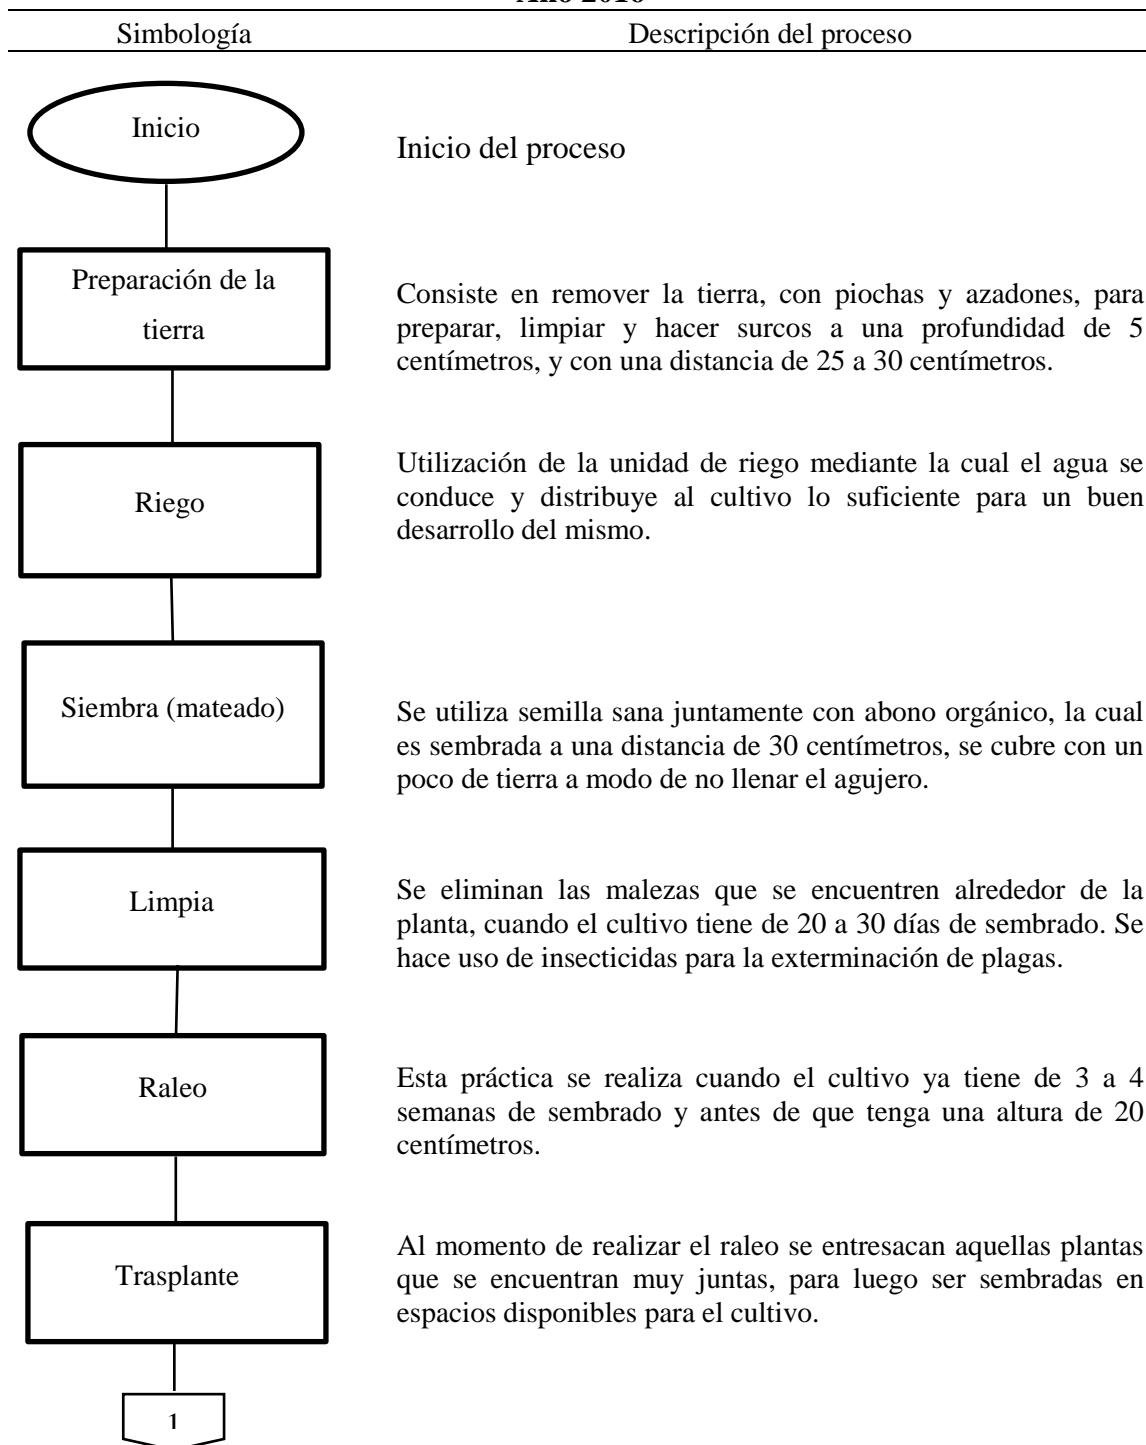 Simbología Descripción del proceso
Inicio
Inicio del proceso
Preparación de la
tierra
Consiste en remover la tierra, con piochas y azadones, para
preparar, limpiar y hacer surcos a una profundidad de 5
centímetros, y con una distancia de 25 a 30 centímetros.
Riego
Utilización de la unidad de riego mediante la cual el agua se
conduce y distribuye al cultivo lo suficiente para un buen
desarrollo del mismo.
Siembra (mateado)
Se utiliza semilla sana juntamente con abono orgánico, la cual
es sembrada a una distancia de 30 centímetros, se cubre con un
poco de tierra a modo de no llenar el agujero.
Limpia
Se eliminan las malezas que se encuentren alrededor de la
planta, cuando el cultivo tiene de 20 a 30 días de sembrado. Se
hace uso de insecticidas para la exterminación de plagas.
Raleo
Esta práctica se realiza cuando el cultivo ya tiene de 3 a 4
semanas de sembrado y antes de que tenga una altura de 20
centímetros.
Trasplante
Al momento de realizar el raleo se entresacan aquellas plantas
que se encuentran muy juntas, para luego ser sembradas en
espacios disponibles para el cultivo.
1